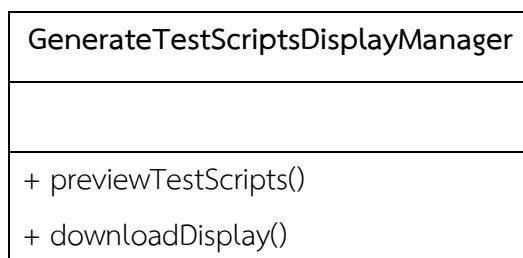 GenerateTestScriptsDisplayManager
+ previewTestScripts()
+ downloadDisplay()